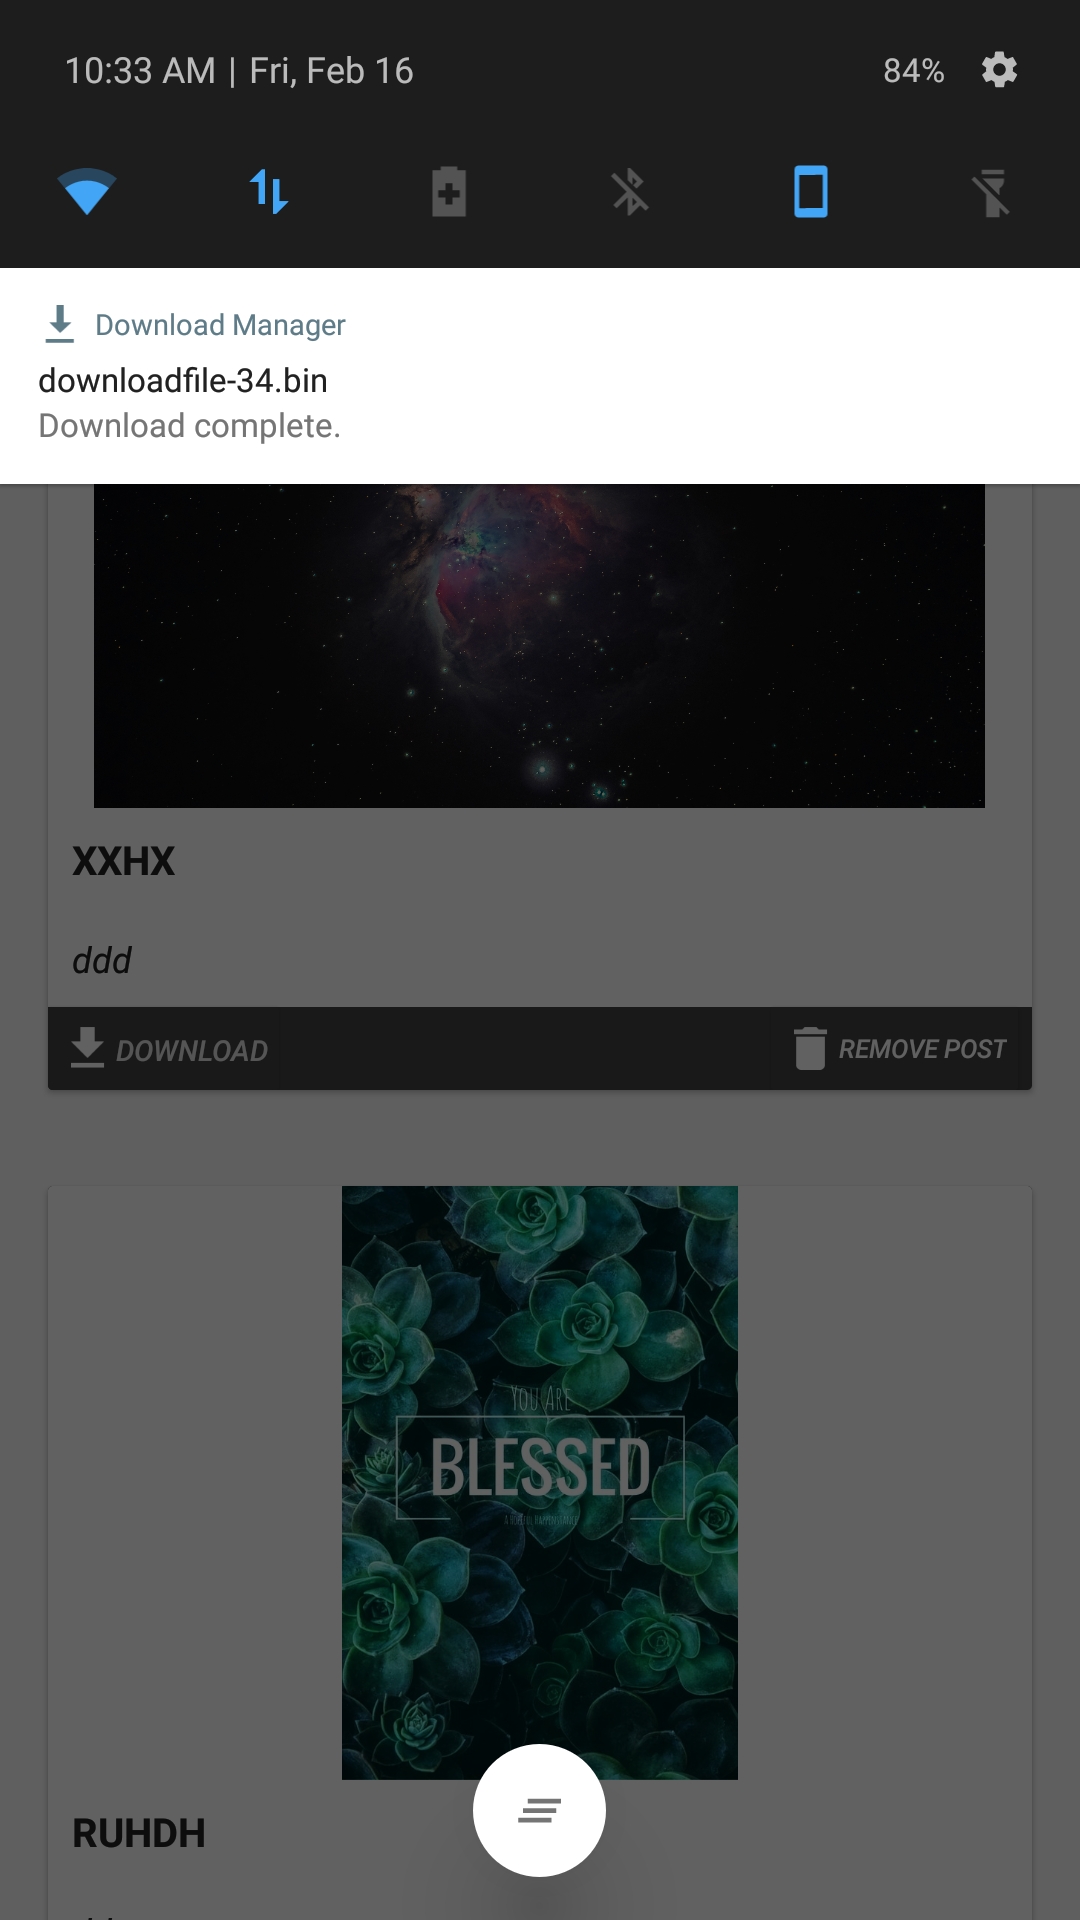 10:33 AM | Fri, Feb 16
84%
Download Manager
downloadfile-34.bin
Download complete.
XXHX
ddd
DOWNLOAD
REMOVE POST
YOU ARE
BLESSED
RUHDH